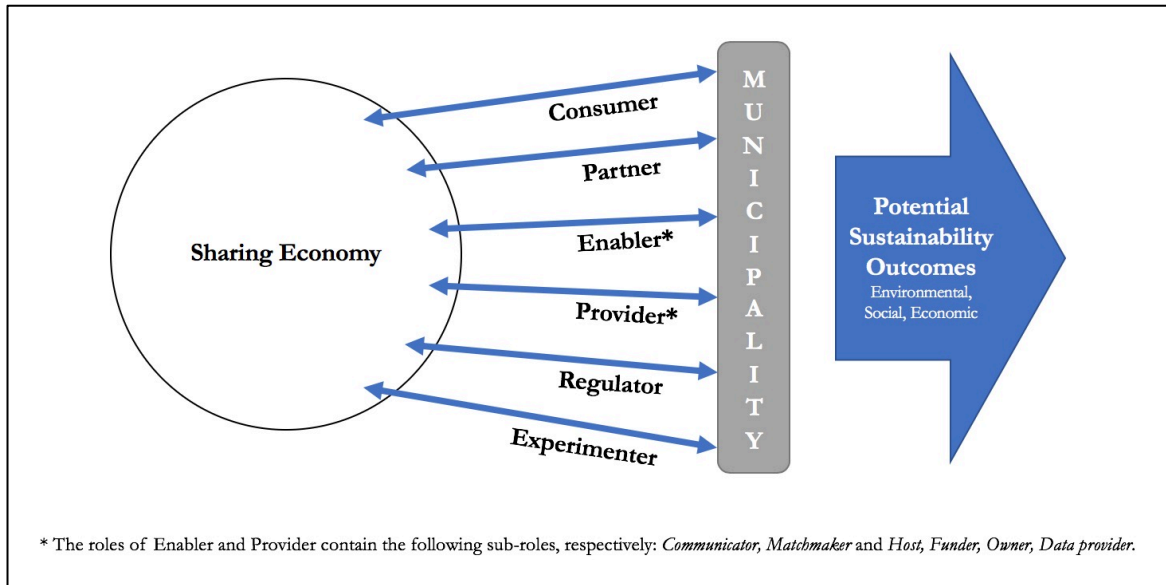 Sharing Economy
Consumer
Partner
Enabler*
Provider*
Regulator
Experimenter
MUNICIPALITY
Potential
Sustainability
Outcomes
Environmental,
Social, Economic
* The roles of Enabler and Provider contain the following sub-roles, respectively: Communicator, Matchmaker and Host, Funder, Owner, Data provider.